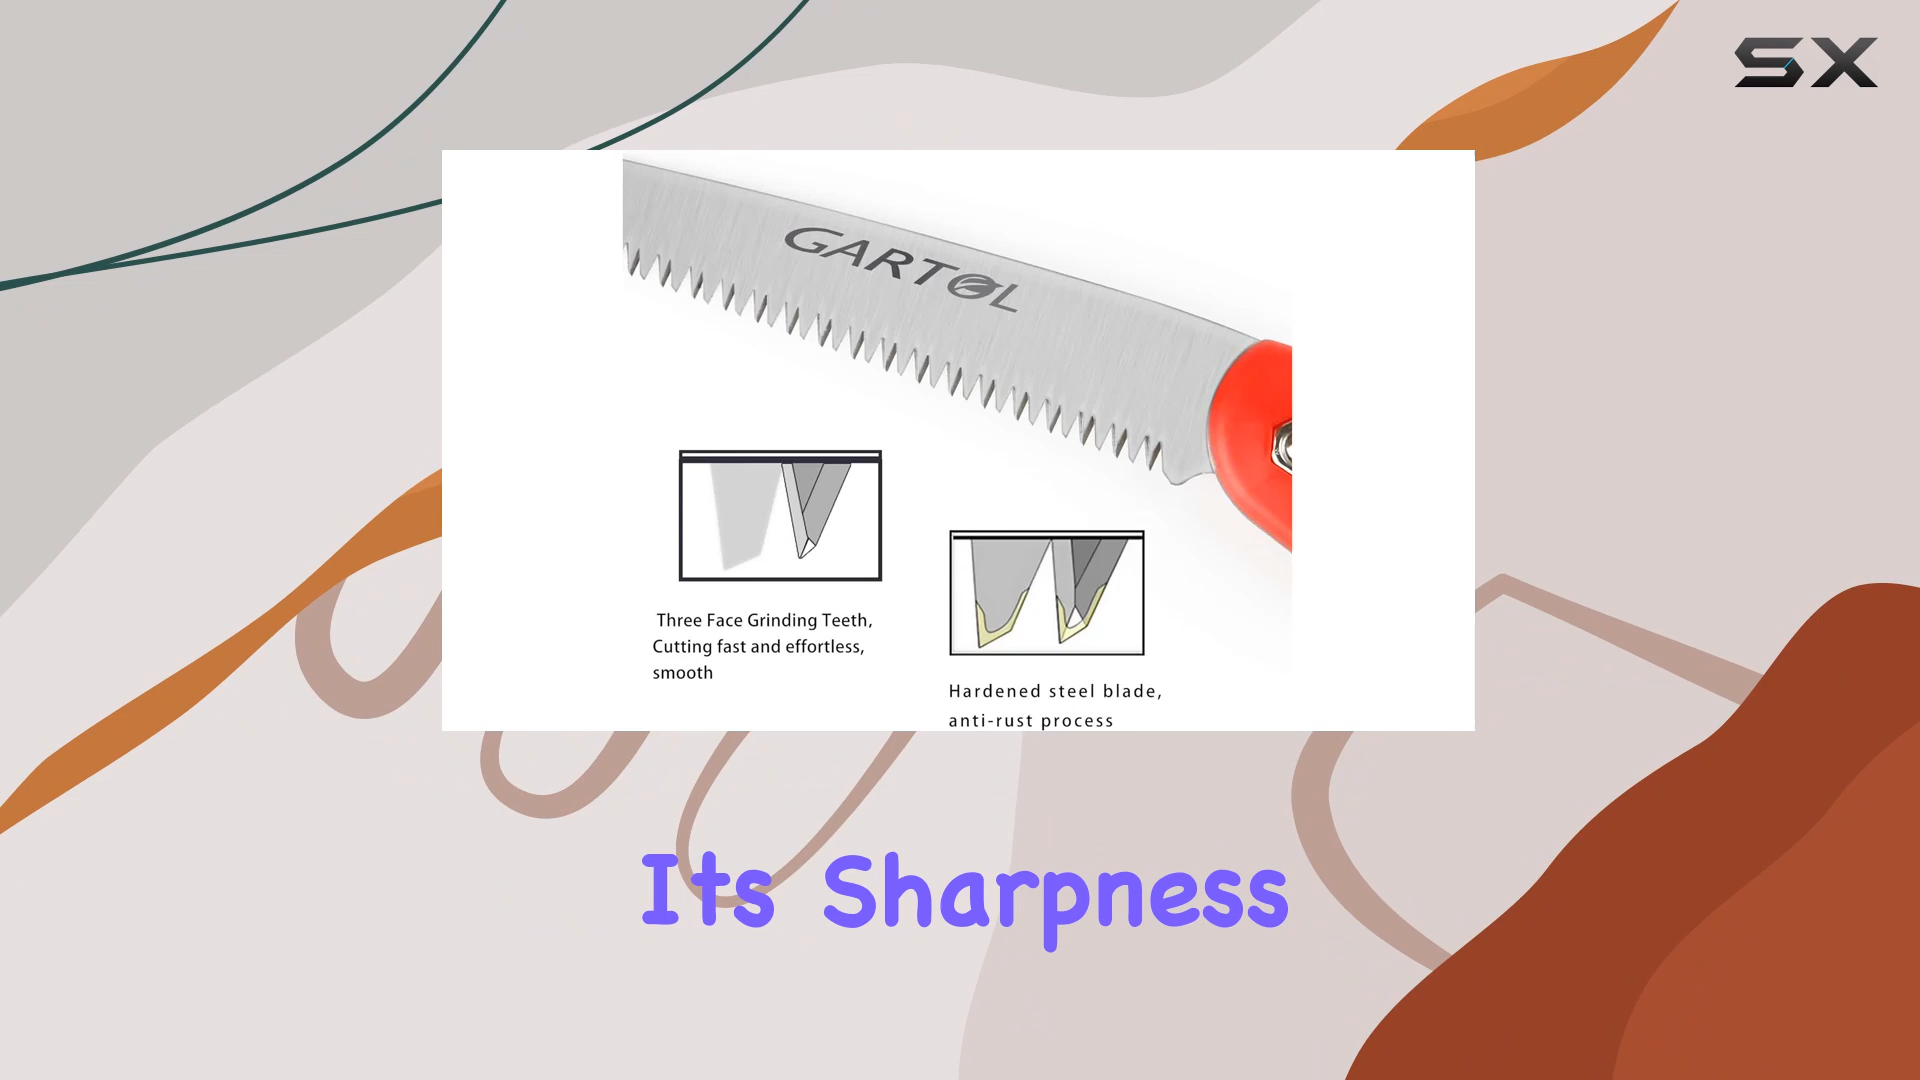 SX
GARTOL
Three Face Grinding Teeth,
Cutting fast and effortless,
smooth
Hardened steel blade,
anti-rust process
Its Sharpness